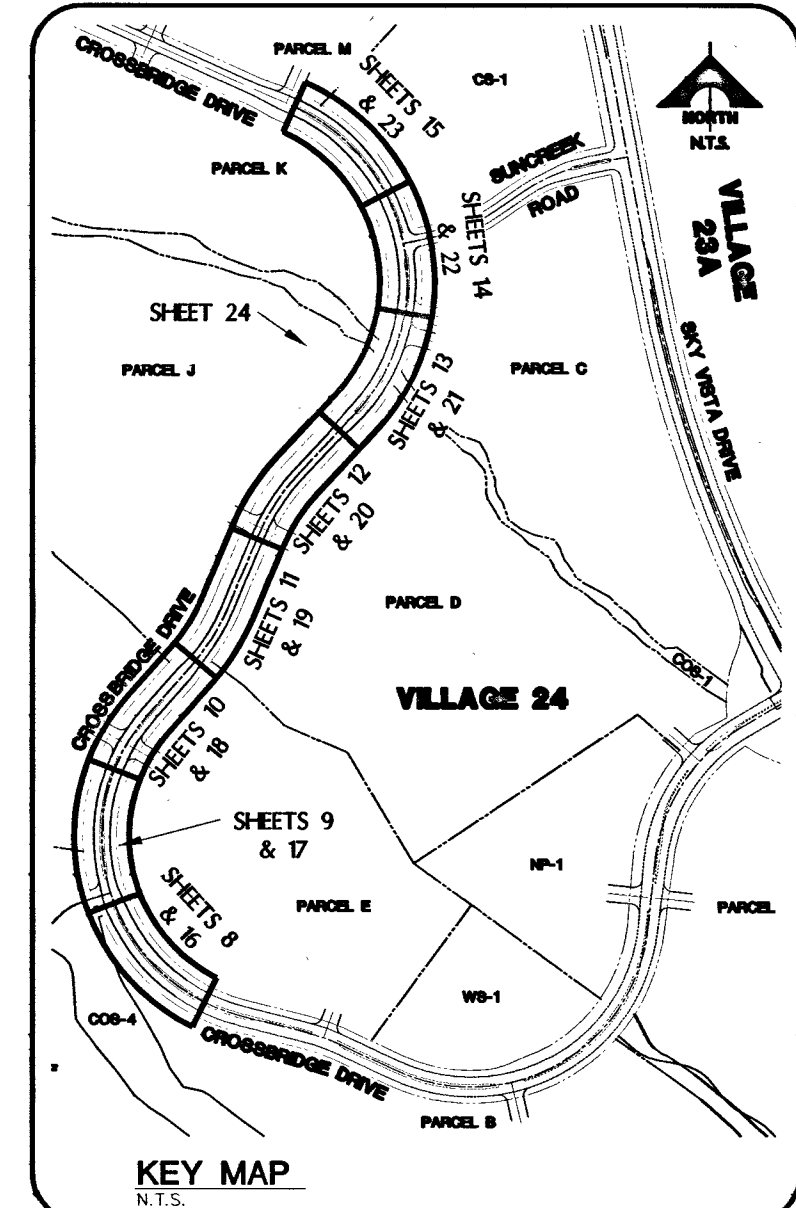 PARCEL M
CROSSBRIDGE DRIVE
SHEETS 15
& 23
CS-1
NORTH
N.T.S.
PARCEL K
SUNCREEK
ROAD
VILLAGE
23A
SHEETS 14
& 22
SHEET 24
PARCEL J
PARCEL C
SKY VISTA DRIVE
SHEETS 13
& 21
SHEETS 12
& 20
PARCEL D
SHEETS 11
& 19
CROSSBRIDGE DRIVE
COS-1
VILLAGE 24
SHEETS 10
& 18
SHEETS 9
& 17
NP-1
SHEETS 8
& 16
PARCEL E
PARCEL
WS-1
COS-4
CROSSBRIDGE DRIVE
PARCEL B
KEY MAP
N.T.S.